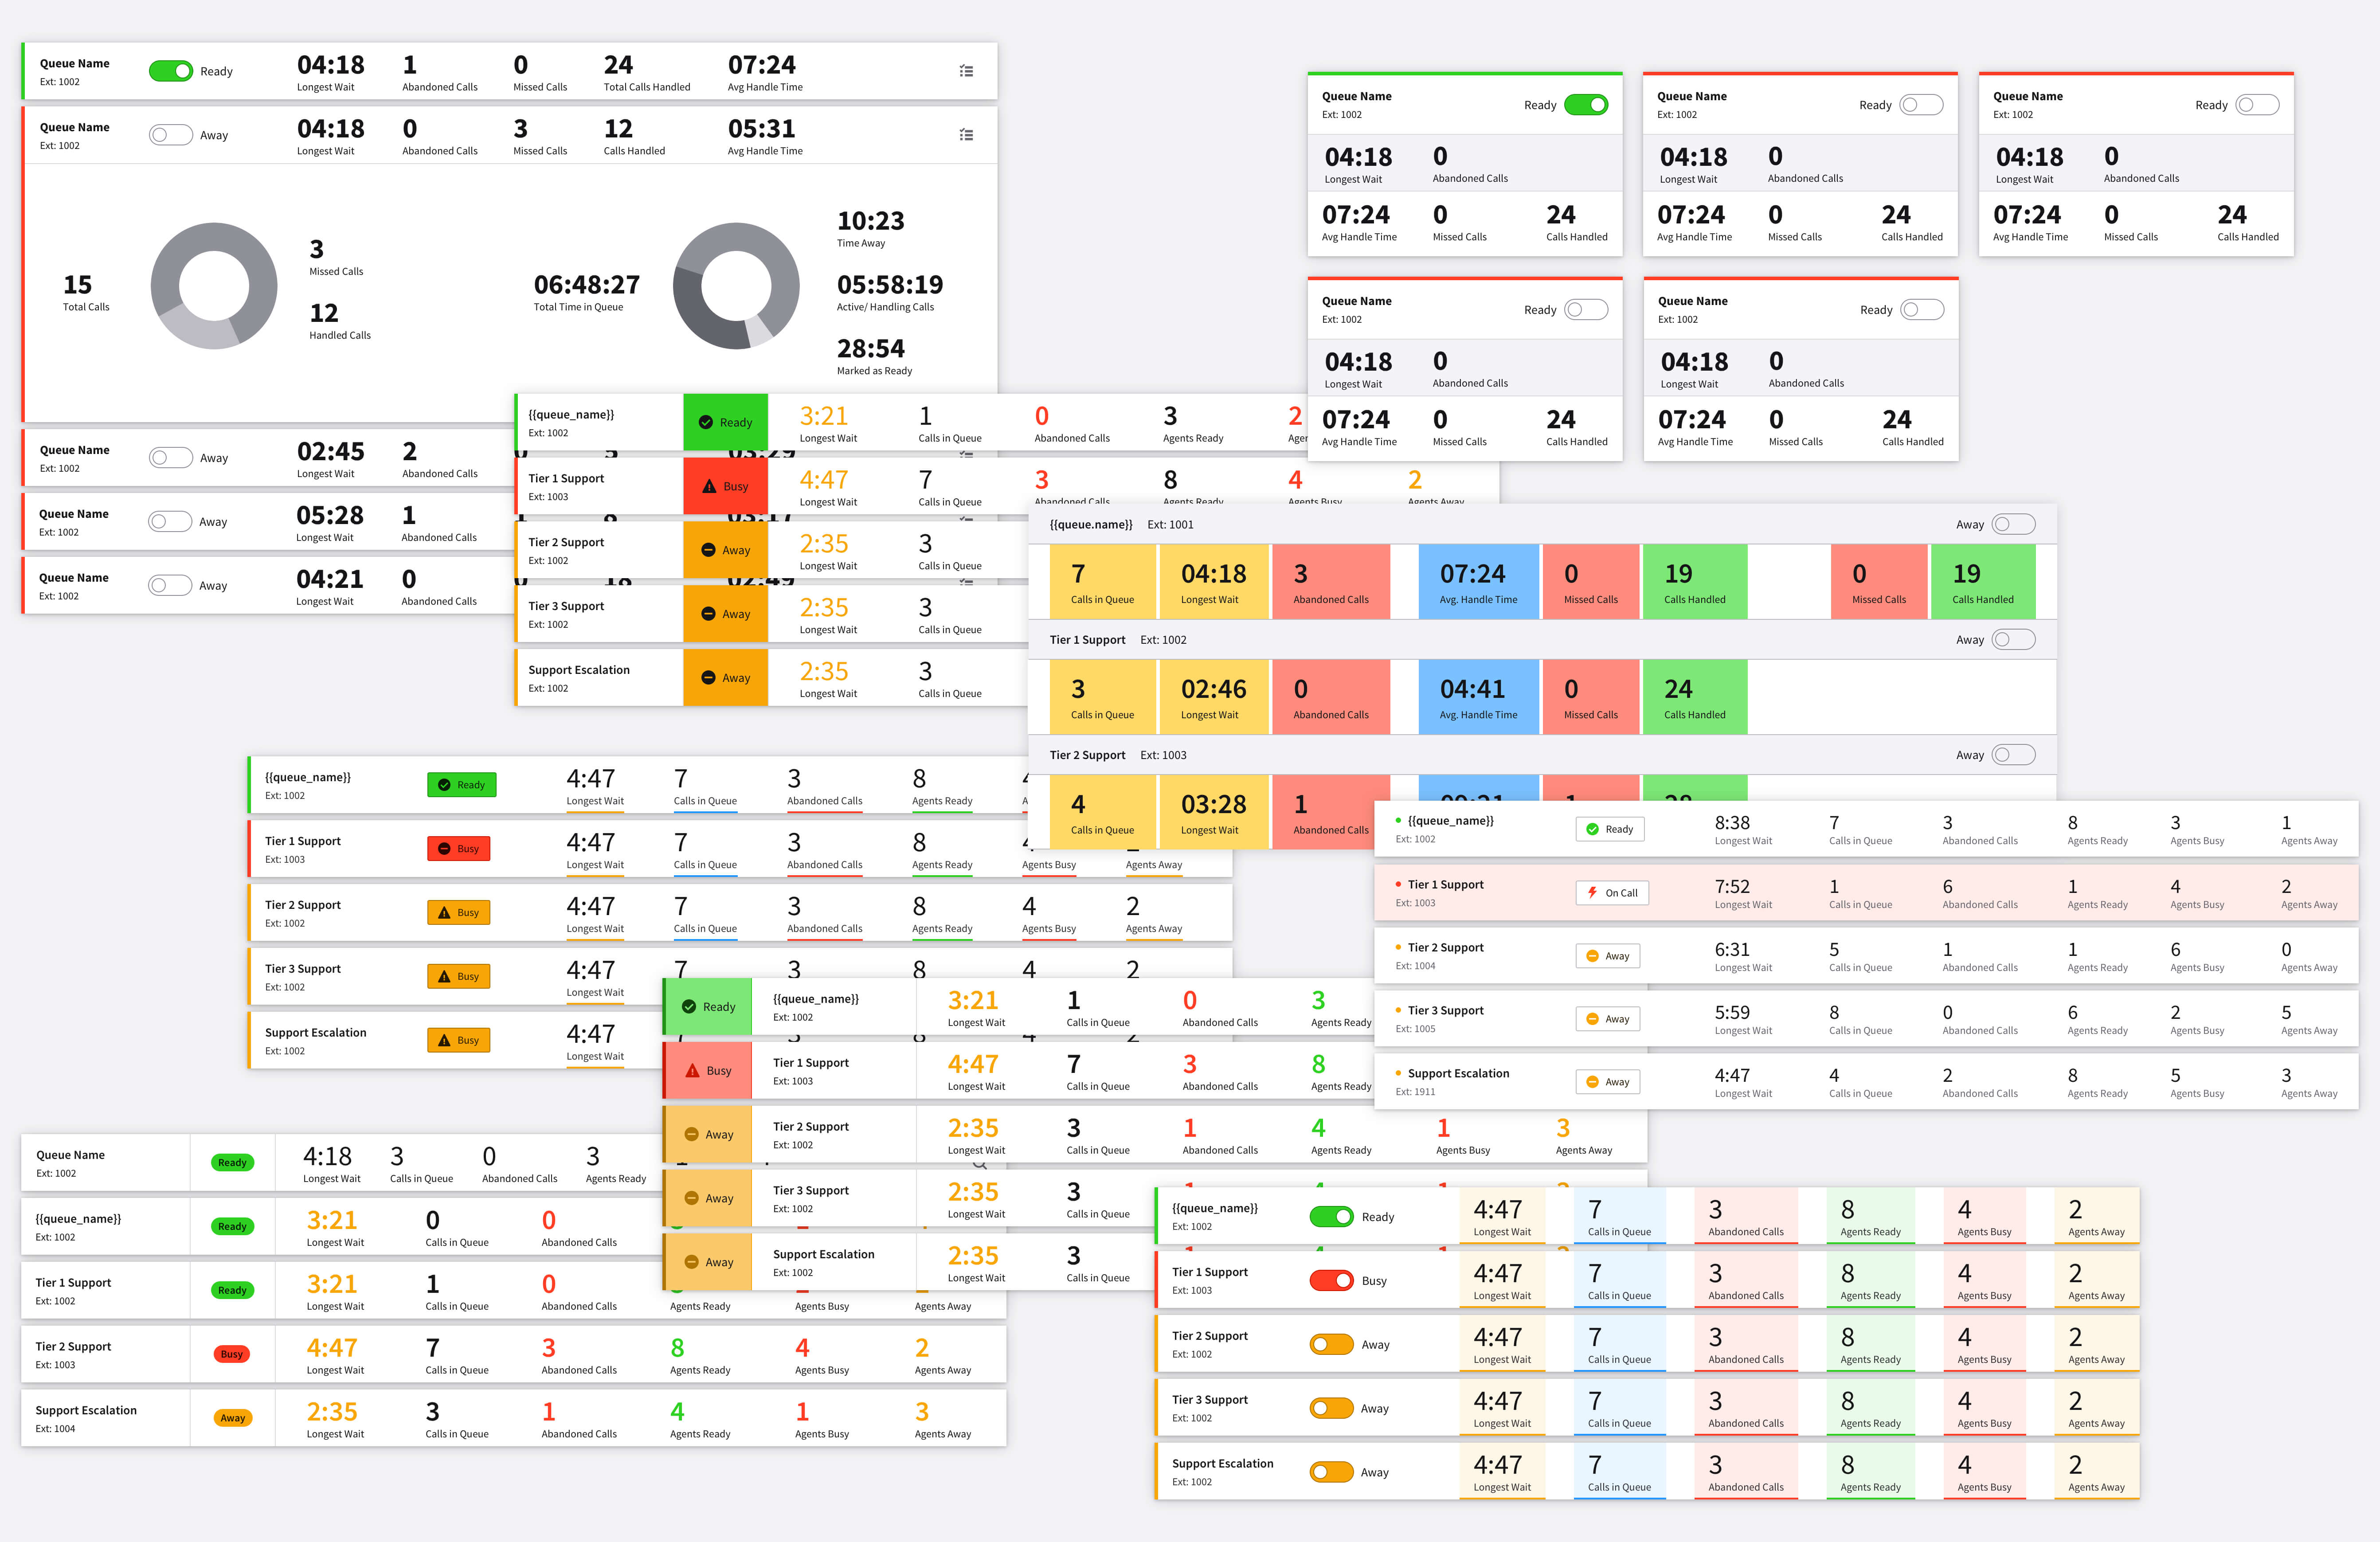 Queue Name
Ext: 1002
Ready
04:18 1 0 24 07:24
Longest Wait Abandoned Calls Missed Calls Total Calls Handled Avg Handle Time
Queue Name
Ext: 1002
Away
04:18 0 3 12 05:31
Longest Wait Abandoned Calls Missed Calls Calls Handled Avg Handle Time
15
Total Calls
3
Missed Calls
12
Handled Calls
06:48:27
Total Time in Queue
10:23
Time Away
05:58:19
Active/ Handling Calls
28:54
Marked as Ready
Queue Name
Ext: 1002
Away
02:45 2
Longest Wait Abandoned Calls
Queue Name
Ext: 1002
Away
05:28 1
Longest Wait Abandoned Calls
Queue Name
Ext: 1002
Away
04:21 0
Longest Wait Abandoned Calls
Queue Name
Ext: 1002
Ready
04:18 0
Longest Wait Abandoned Calls
07:24 0 24
Avg Handle Time Missed Calls Calls Handled
Queue Name
Ext: 1002
Ready
04:18 0
Longest Wait Abandoned Calls
07:24 0 24
Avg Handle Time Missed Calls Calls Handled
Queue Name
Ext: 1002
Ready
04:18 0
Longest Wait Abandoned Calls
07:24 0 24
Avg Handle Time Missed Calls Calls Handled
Queue Name
Ext: 1002
Ready
04:18 0
Longest Wait Abandoned Calls
07:24 0 24
Avg Handle Time Missed Calls Calls Handled
Queue Name
Ext: 1002
Ready
04:18 0
Longest Wait Abandoned Calls
07:24 0 24
Avg Handle Time Missed Calls Calls Handled
{{queue_name}}
Ext: 1002
Ready
3:21 1 0 3 2
Longest Wait Calls in Queue Abandoned Calls Agents Ready
Tier 1 Support
Ext: 1003
Busy
4:47 7 3 8 4 2
Longest Wait Calls in Queue Abandoned Calls Agents Ready Agents Busy Agents Away
Tier 2 Support
Ext: 1002
Away
2:35 3
Longest Wait Calls in Queue
Tier 3 Support
Ext: 1002
Away
2:35 3
Longest Wait Calls in Queue
Support Escalation
Ext: 1002
Away
2:35 3
Longest Wait Calls in Queue
{{queue.name}} Ext: 1001 Away
7 04:18 3 07:24 0 19 0 19
Calls in Queue Longest Wait Abandoned Calls Avg. Handle Time Missed Calls Calls Handled Missed Calls Calls Handled
Tier 1 Support Ext: 1002 Away
3 02:46 0 04:41 0 24
Calls in Queue Longest Wait Abandoned Calls Avg. Handle Time Missed Calls Calls Handled
Tier 2 Support Ext: 1003 Away
4 03:28 1
Calls in Queue Longest Wait Abandoned Calls
{{queue_name}}
Ext: 1002
Ready
4:47 7 3 8
Longest Wait Calls in Queue Abandoned Calls Agents Ready
Tier 1 Support
Ext: 1003
Busy
4:47 7 3 8
Longest Wait Calls in Queue Abandoned Calls Agents Ready Agents Busy Agents Away
Tier 2 Support
Ext: 1002
Busy
4:47 7 3 8 4 2
Longest Wait Calls in Queue Abandoned Calls Agents Ready Agents Busy Agents Away
Tier 3 Support
Ext: 1002
Busy
4:47 7 3 8 4 2
Longest Wait
Support Escalation
Ext: 1002
Busy
4:47
Longest Wait
{{queue_name}}
Ext: 1002
Ready
8:38 7 3 8 3 1
Longest Wait Calls in Queue Abandoned Calls Agents Ready Agents Busy Agents Away
Tier 1 Support
Ext: 1003
On Call
7:52 1 6 1 4 2
Longest Wait Calls in Queue Abandoned Calls Agents Ready Agents Busy Agents Away
Tier 2 Support
Ext: 1004
Away
6:31 5 1 1 6 0
Longest Wait Calls in Queue Abandoned Calls Agents Ready Agents Busy Agents Away
Tier 3 Support
Ext: 1005
Away
5:59 8 0 6 2 5
Longest Wait Calls in Queue Abandoned Calls Agents Ready Agents Busy Agents Away
Support Escalation
Ext: 1911
Away
4:47 4 2 8 5 3
Longest Wait Calls in Queue Abandoned Calls Agents Ready Agents Busy Agents Away
Ready
{{queue_name}}
Ext: 1002
3:21 1 0 3
Longest Wait Calls in Queue Abandoned Calls Agents Ready
Busy
Tier 1 Support
Ext: 1003
4:47 7 3 8
Longest Wait Calls in Queue Abandoned Calls Agents Ready
Away
Tier 2 Support
Ext: 1002
2:35 3 1 4 1 3
Longest Wait Calls in Queue Abandoned Calls Agents Ready Agents Busy Agents Away
Away
Tier 3 Support
Ext: 1002
2:35 3
Longest Wait Calls in Queue
Away
Support Escalation
Ext: 1002
2:35 3
Longest Wait Calls in Queue
Queue Name
Ext: 1002
Ready
4:18 3 0 3
Longest Wait Calls in Queue Abandoned Calls Agents Ready
{{queue_name}}
Ext: 1002
Ready
3:21 0 0
Longest Wait Calls in Queue Abandoned Calls
Tier 1 Support
Ext: 1002
Ready
3:21 1 0
Longest Wait Calls in Queue Abandoned Calls Agents Ready Agents Busy Agents Away
Tier 2 Support
Ext: 1003
Busy
4:47 7 3 8 4 2
Longest Wait Calls in Queue Abandoned Calls Agents Ready Agents Busy Agents Away
Support Escalation
Ext: 1004
Away
2:35 3 1 4 1 3
Longest Wait Calls in Queue Abandoned Calls Agents Ready Agents Busy Agents Away
{{queue_name}}
Ext: 1002
Ready
4:47 7 3 8 4 2
Longest Wait Calls in Queue Abandoned Calls Agents Ready Agents Busy Agents Away
Tier 1 Support
Ext: 1003
Busy
4:47 7 3 8 4 2
Longest Wait Calls in Queue Abandoned Calls Agents Ready Agents Busy Agents Away
Tier 2 Support
Ext: 1002
Away
4:47 7 3 8 4 2
Longest Wait Calls in Queue Abandoned Calls Agents Ready Agents Busy Agents Away
Tier 3 Support
Ext: 1002
Away
4:47 7 3 8 4 2
Longest Wait Calls in Queue Abandoned Calls Agents Ready Agents Busy Agents Away
Support Escalation
Ext: 1002
Away
4:47 7 3 8 4 2
Longest Wait Calls in Queue Abandoned Calls Agents Ready Agents Busy Agents Away